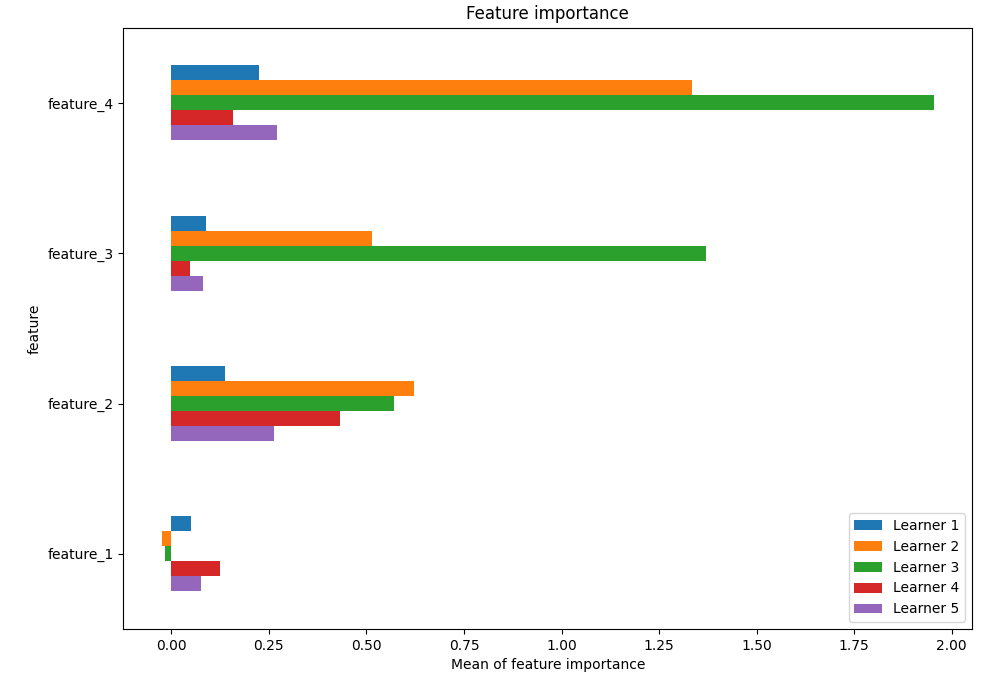 Feature importance
feature_4
feature_3
feature
feature_2
feature_1
Learner 1
Learner 2
Learner 3
Learner 4
Learner 5
0.00 0.25 0.50 0.75 1.00 1.25 1.50 1.75 2.00
Mean of feature importance